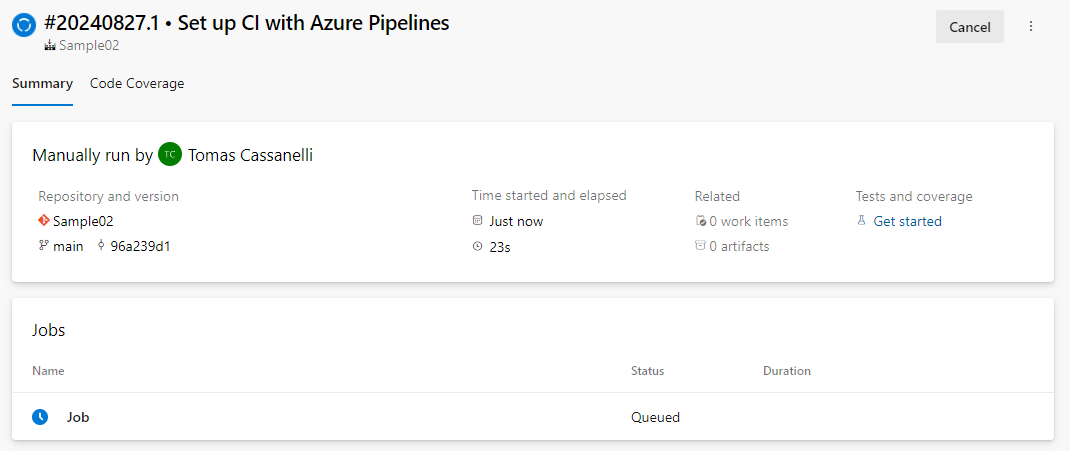 #20240827.1 • Set up CI with Azure Pipelines
Sample02
Cancel
Summary Code Coverage
Manually run by TC Tomas Cassanelli
Repository and version Time started and elapsed Related Tests and coverage
Sample02 Just now 0 work items Get started
main 96a239d1 23s 0 artifacts
Jobs
Name Status Duration
Job Queued